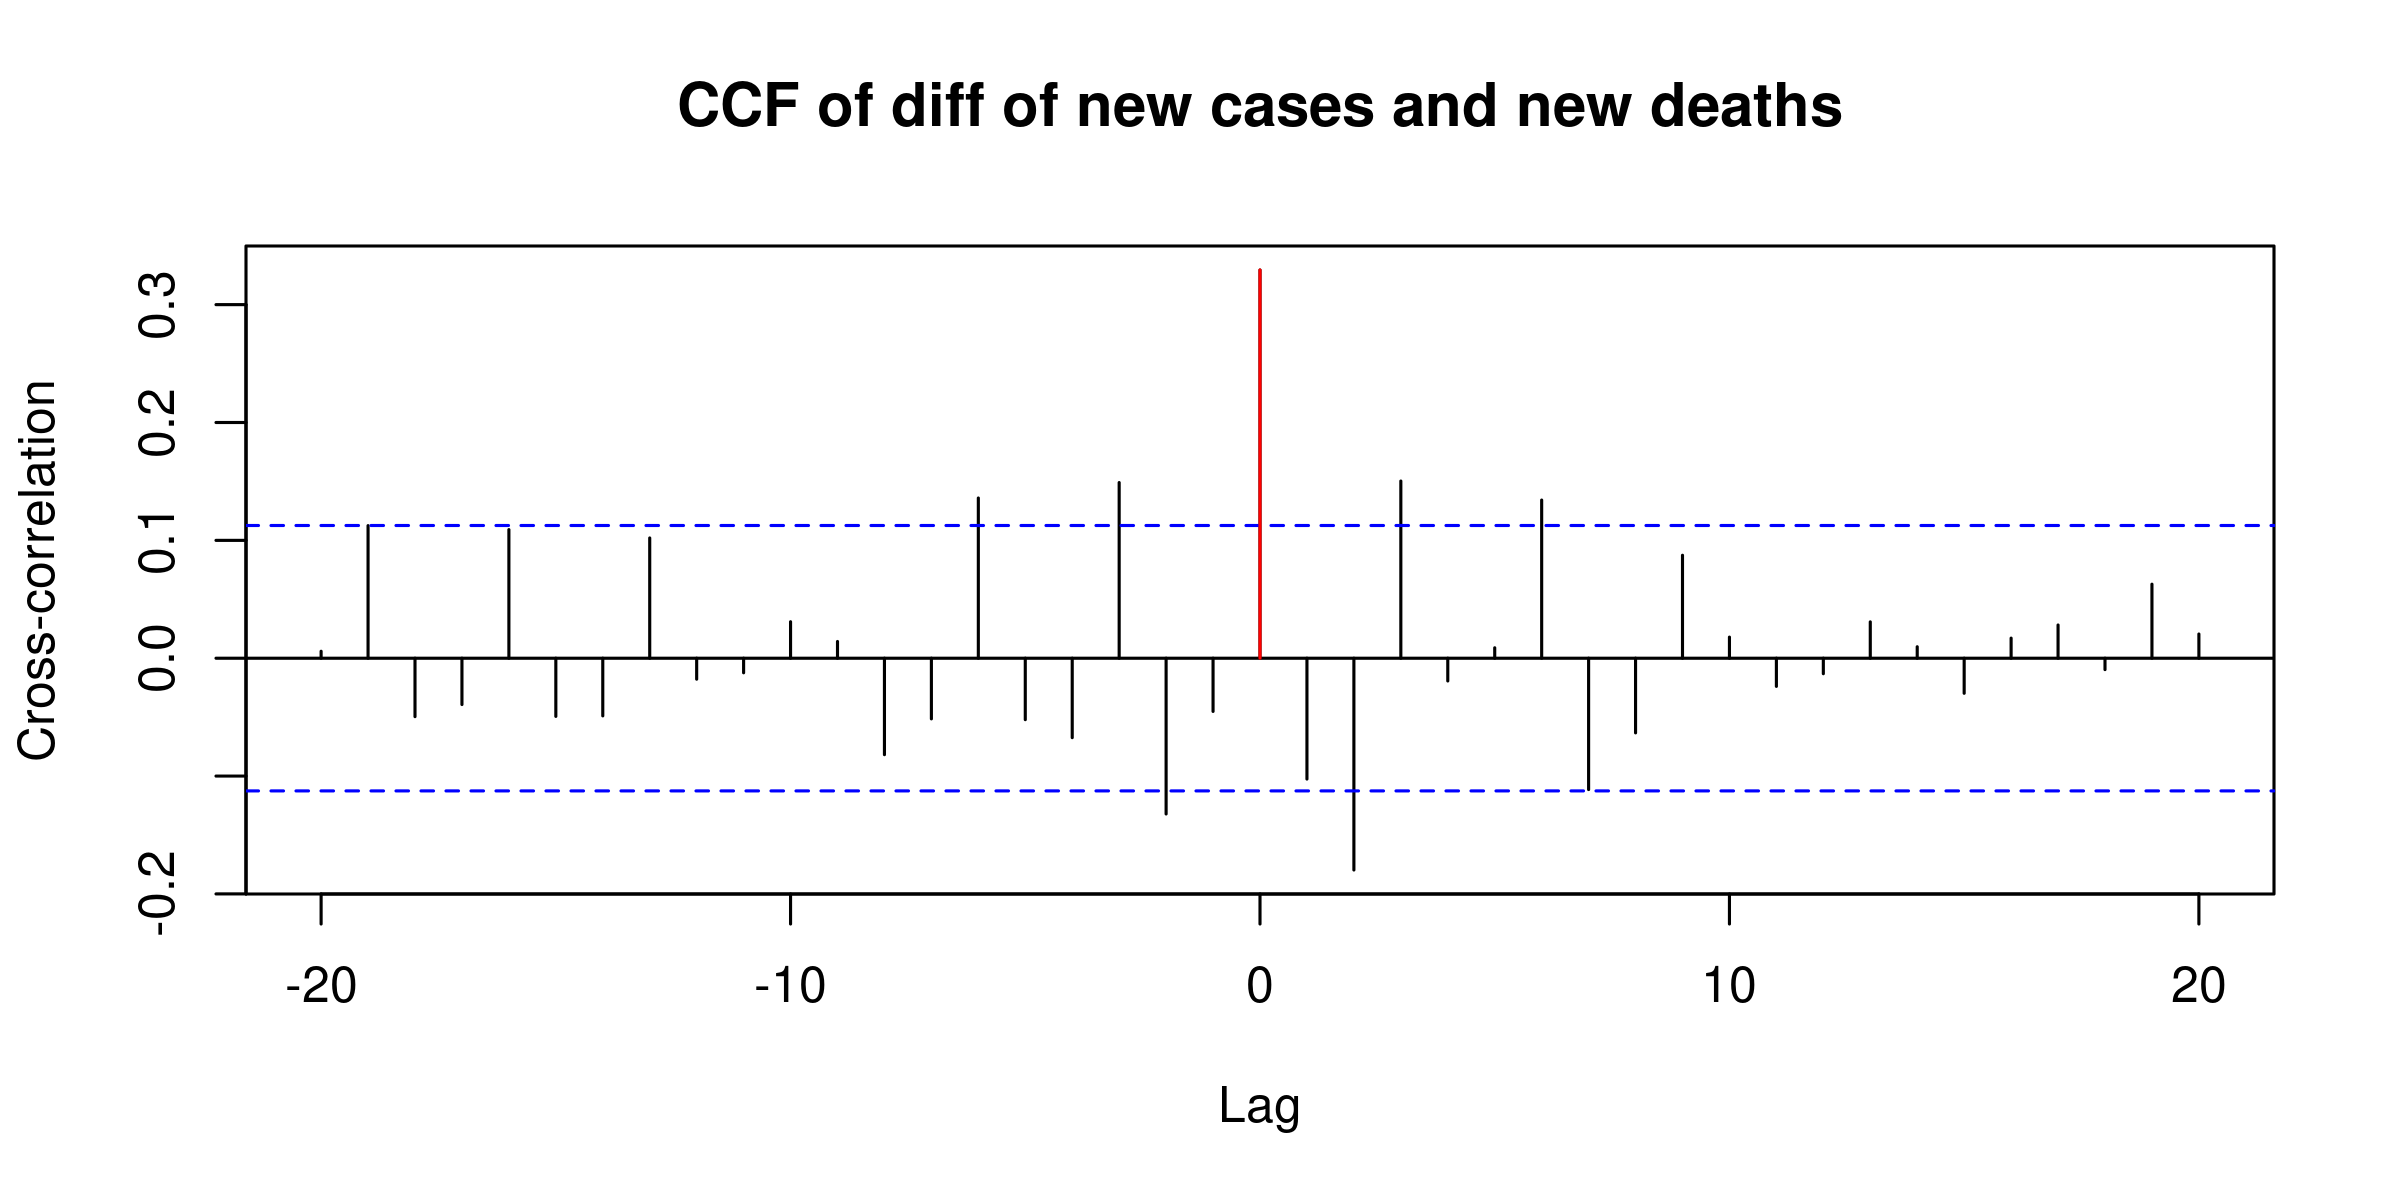 CCF of diff of new cases and new deaths
Cross-correlation
0.3
0.2
0.1
0.0
-0.2
-20 -10 0 10 20
Lag